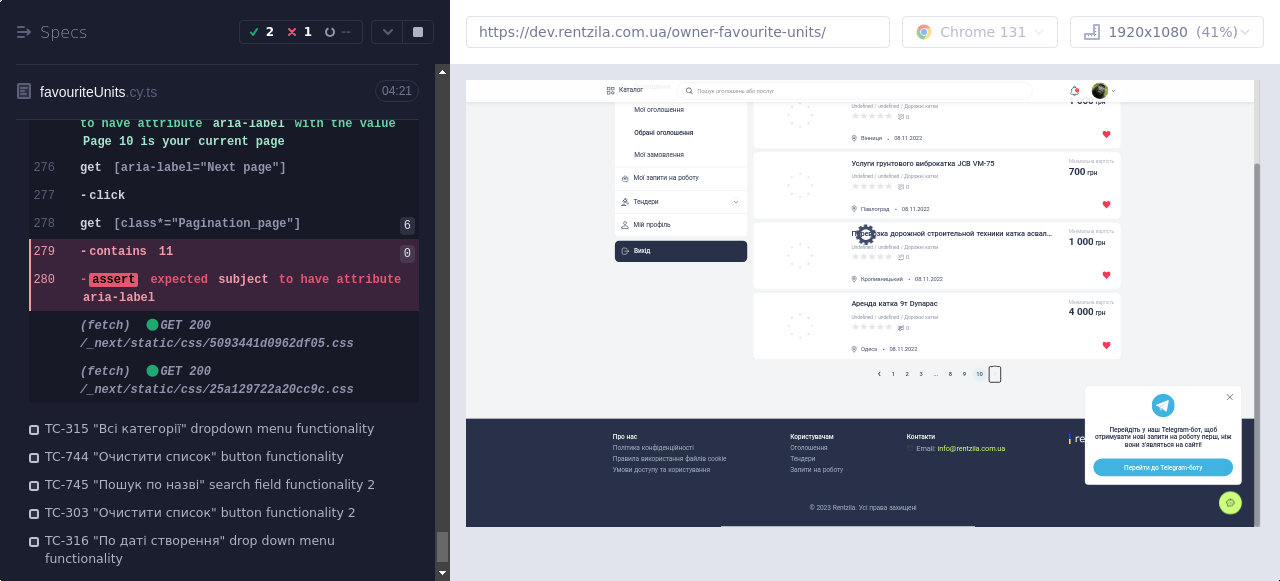 Specs
2
1
--
https://dev.rentzila.com.ua/owner-favourite-units/
Chrome 131
1920x1080 (41%)
favouriteUnits.cy.ts
04:21
to have attribute aria-label with the value
Page 10 is your current page
276 get [aria-label="Next page"]
277 -click
278 get [class*="Pagination_page"] 6
279 -contains 11 0
280 -assert expected subject to have attribute
aria-label
(fetch) GET 200
/_next/static/css/5093441d0962df05.css
(fetch) GET 200
/_next/static/css/25a129722a20cc9c.css
TC-315 "Всі категорії" dropdown menu functionality
TC-744 "Очистити список" button functionality
TC-745 "Пошук по назві" search field functionality 2
TC-303 "Очистити список" button functionality 2
TC-316 "По даті створення" drop down menu
functionality
Каталог
Пошук оголошень або послуг
Мої оголошення
Обрані оголошення
Мої замовлення
Мої запити на роботу
Тендери
Мій профіль
Вихід
Undefined / undefined / Дорожні катки
0
Вінниця • 08.11.2022
Услуги грунтового виброкатка JCB VM-75
Undefined / undefined / Дорожні катки
0
Павлоград • 08.11.2022
Мінімальна вартість
700 грн
Перевозка дорожной строительной техники катка асвал...
Undefined / undefined / Дорожні катки
0
Кропивницький • 08.11.2022
Мінімальна вартість
1 000 грн
Аренда катка 9т Dynapac
Undefined / undefined / Дорожні катки
0
Одеса • 08.11.2022
Мінімальна вартість
4 000 грн
1 2 3 ... 8 9 10
Про нас
Політика конфіденційності
Правила використання файлів cookie
Умови доступу та користування
Користувачам
Оголошення
Тендери
Запити на роботу
Контакти
Email: info@rentzila.com.ua
re
© 2023 Rentzila. Усі права захищені
Перейдіть у наш Telegram-бот, щоб
отримувати нові запити на роботу перш, ніж
вони з'являться на сайті!
Перейти до Telegram-боту